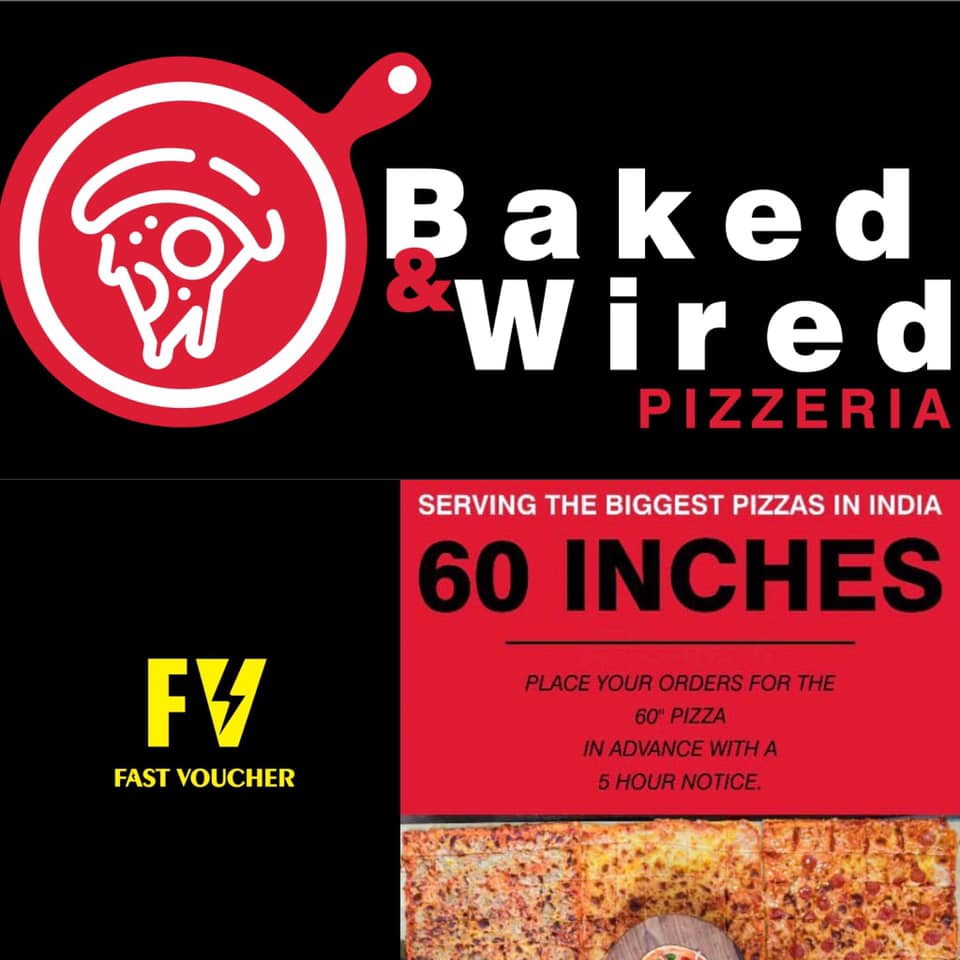 Baked
&
Wired
PIZZERIA
SERVING THE BIGGEST PIZZAS IN INDIA
60 INCHES
PLACE YOUR ORDERS FOR THE
60" PIZZA
IN ADVANCE WITH A
5 HOUR NOTICE.
FV
FAST VOUCHER